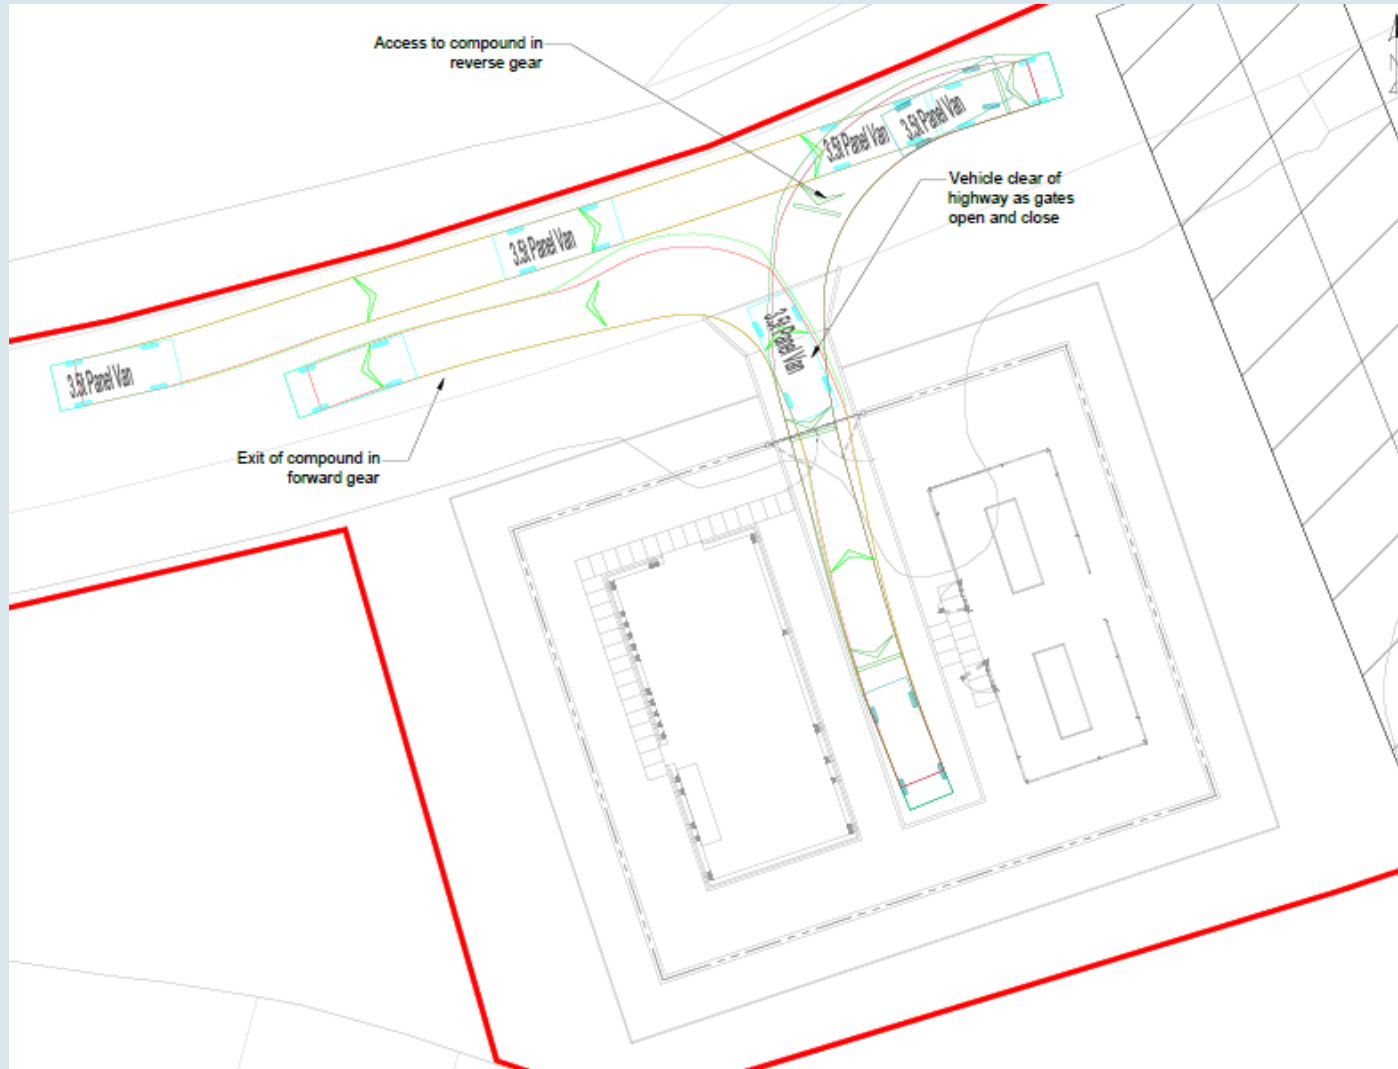 Access to compound in
reverse gear
3.5t Panel Van
3.5t Panel Van
Vehicle clear of
highway as gates
open and close
3.5t Panel Van
3.5t Panel Van
3.5t Panel Van
Exit of compound in
forward gear
N